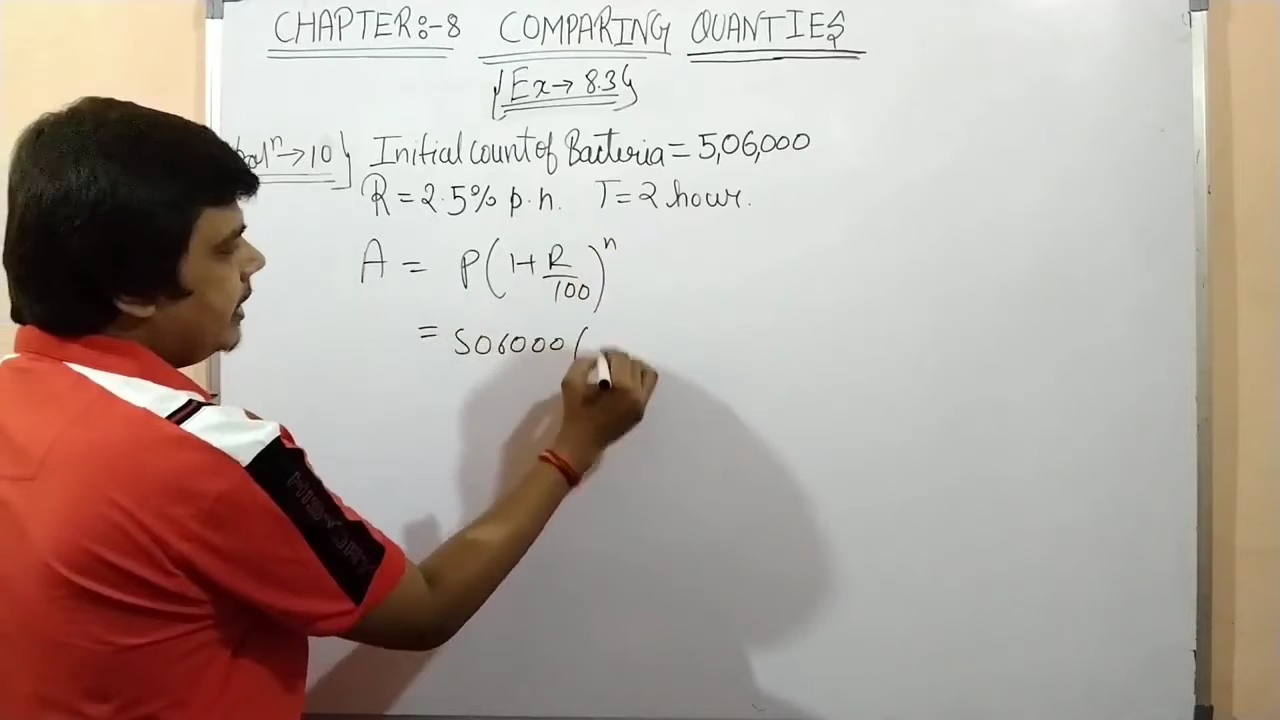 CHAPTER:-8 COMPARING QUANTIES
Ex→ 8.3
→10 Initial count of Bacteria = 5,06,000
R = 2.5% p.h. T = 2 hour.
A = P(1+R/100)^n
= 506000(